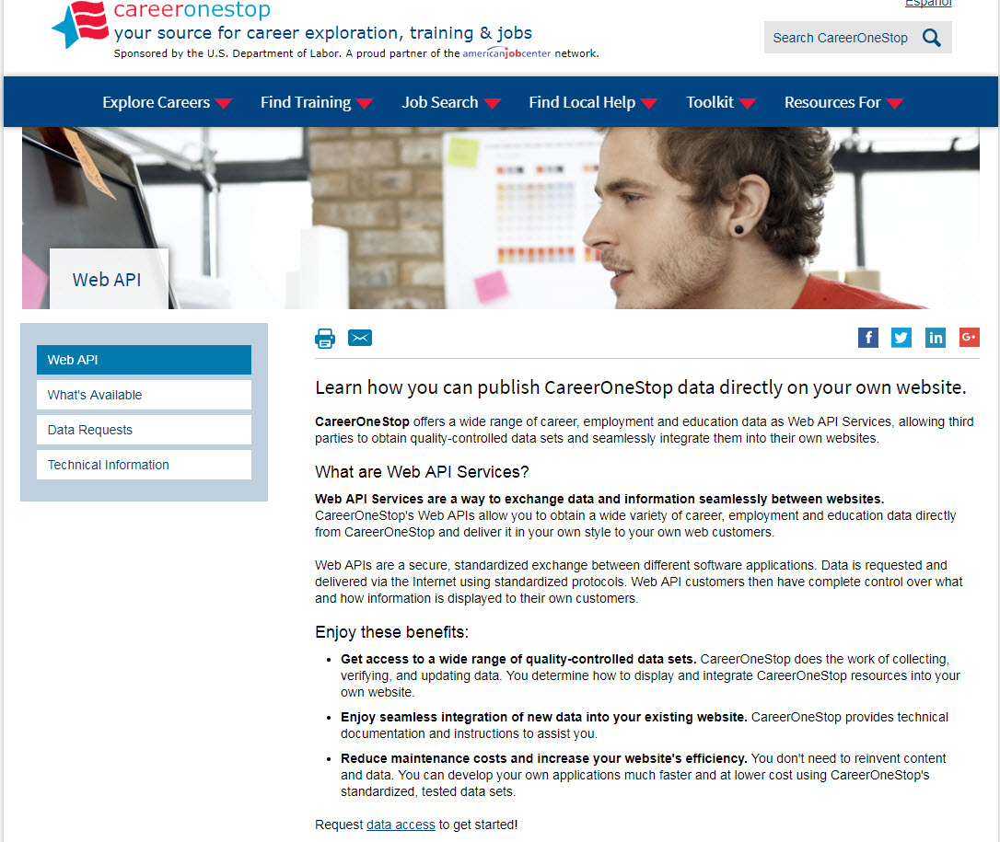 careeronestop
Español
your source for career exploration, training & jobs
Sponsored by the U.S. Department of Labor. A proud partner of the americanjobcenter network.
Search CareerOneStop
Explore Careers Find Training Job Search Find Local Help Toolkit Resources For
Web API
Web API
What's Available
Data Requests
Technical Information
f in G+
Learn how you can publish CareerOneStop data directly on your own website.
CareerOneStop offers a wide range of career, employment and education data as Web API Services, allowing third
parties to obtain quality-controlled data sets and seamlessly integrate them into their own websites.
What are Web API Services?
Web API Services are a way to exchange data and information seamlessly between websites.
CareerOneStop's Web APIs allow you to obtain a wide variety of career, employment and education data directly
from CareerOneStop and deliver it in your own style to your own web customers.
Web APIs are a secure, standardized exchange between different software applications. Data is requested and
delivered via the Internet using standardized protocols. Web API customers then have complete control over what
and how information is displayed to their own customers.
Enjoy these benefits:
• Get access to a wide range of quality-controlled data sets. CareerOneStop does the work of collecting,
verifying, and updating data. You determine how to display and integrate CareerOneStop resources into your
own website.
• Enjoy seamless integration of new data into your existing website. CareerOneStop provides technical
documentation and instructions to assist you.
• Reduce maintenance costs and increase your website's efficiency. You don't need to reinvent content
and data. You can develop your own applications much faster and at lower cost using CareerOneStop's
standardized, tested data sets.
Request data access to get started!